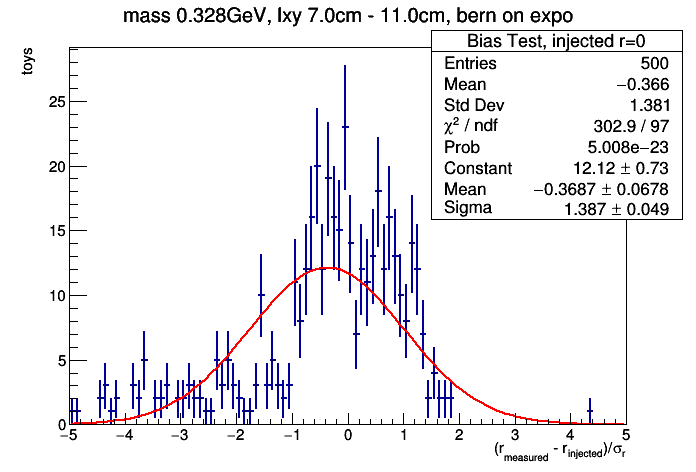 mass 0.328GeV, lxy 7.0cm - 11.0cm, bern on expo
Bias Test, injected r=0
Entries 500
Mean −0.366
Std Dev 1.381
χ² / ndf 302.9 / 97
Prob 5.008e−23
Constant 12.12 ± 0.73
Mean −0.3687 ± 0.0678
Sigma 1.387 ± 0.049
toys
25
20
15
10
5
0
−5 −4 −3 −2 −1 0 1 2 3 4 5
(r_measured - r_injected)/σ_r